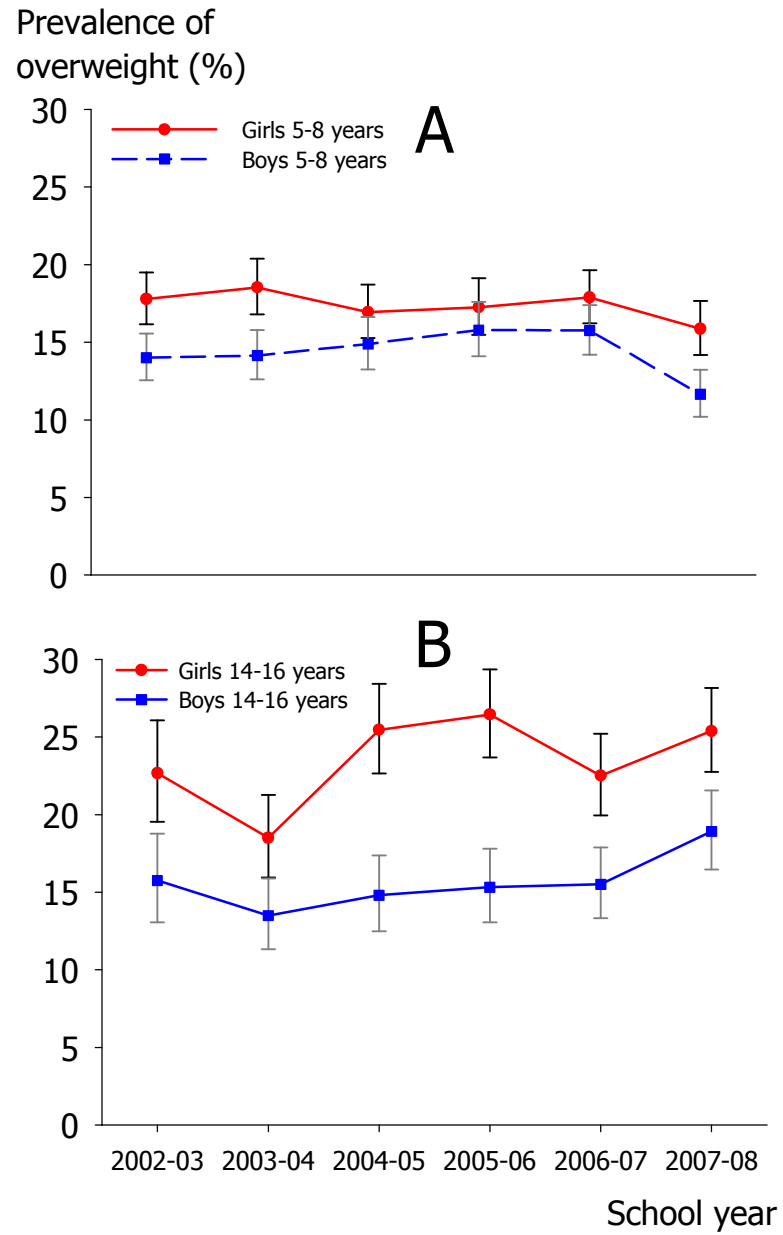 Prevalence of
overweight (%)
A
Girls 5-8 years
Boys 5-8 years
30
25
20
15
10
5
0
B
Girls 14-16 years
Boys 14-16 years
30
25
20
15
10
5
0
2002-03 2003-04 2004-05 2005-06 2006-07 2007-08
School year